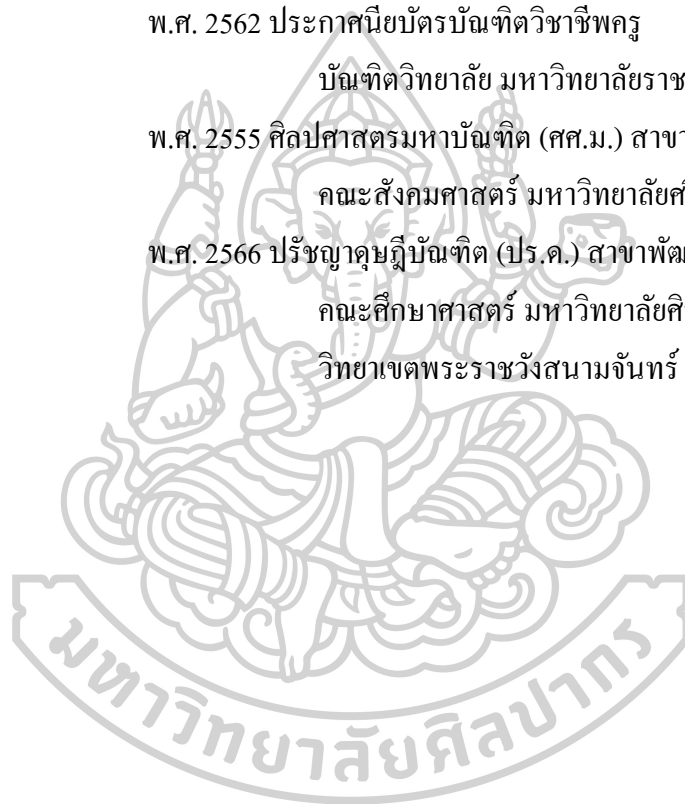 พ.ศ. 2562 ประกาศนียบัตรบัณฑิตวิชาชีพครู
บัณฑิตวิทยาลัย มหาวิทยาลัยราช
พ.ศ. 2555 ศิลปศาสตรมหาบัณฑิต (ศศ.ม.) สาขา
คณะสังคมศาสตร์ มหาวิทยาลัยศ
พ.ศ. 2566 ปรัชญาดุษฎีบัณฑิต (ปร.ด.) สาขาพัฒ
คณะศึกษาศาสตร์ มหาวิทยาลัยศิ
วิทยาเขตพระราชวังสนามจันทร์
มหาวิทยาลัยศิลปากร